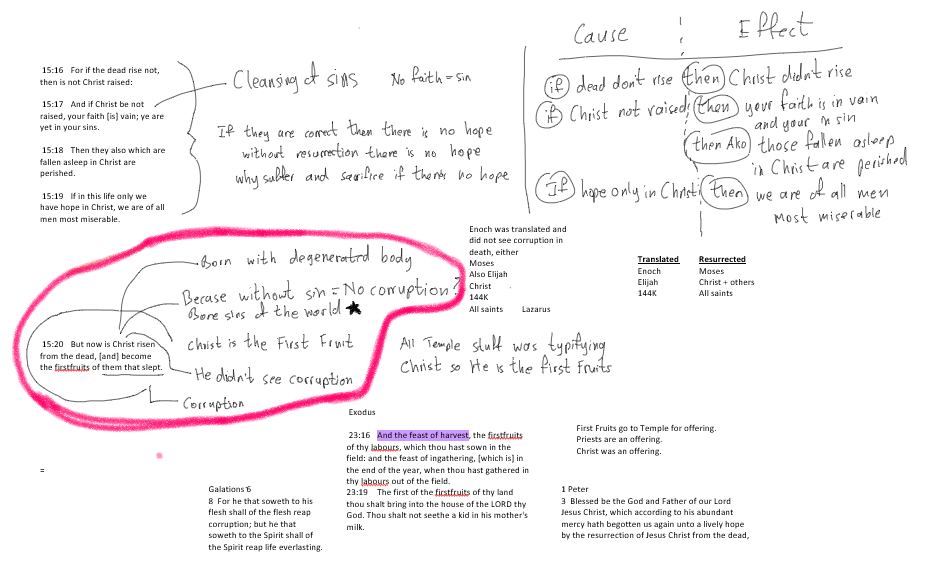 Cause Effect
15:16 For if the dead rise not,
then is not Christ raised:
15:17 And if Christ be not
raised, your faith [is] vain; ye are
yet in your sins.
15:18 Then they also which are
fallen asleep in Christ are
perished.
15:19 If in this life only we
have hope in Christ, we are of all
men most miserable.
Cleansing of sins No faith = sin
If they are correct then there is no hope
without resurrection there is no hope
why suffer and sacrifice if theres no hope
if dead don't rise then Christ didn't rise
if Christ not raised then your faith is in vain
and your in sin
then Ako those fallen asleep
in Christ are perished
If hope only in Christ then we are of all men
most miserable
Born with degenerated body
Becase without sin = No corruption?
Bore sins of the world ★
Christ is the First Fruit
He didn't see corruption
Corruption
15:20 But now is Christ risen
from the dead, [and] become
the firstfruits of them that slept.
Enoch was translated and
did not see corruption in
death, either
Moses
Also Elijah
Christ
144K
All saints Lazarus
Translated Resurrected
Enoch Moses
Elijah Christ + others
144K All saints
All Temple stuff was typifying
Christ so He is the First Fruits
Exodus
23:16 And the feast of harvest, the firstfruits
of thy labours, which thou hast sown in the
field: and the feast of ingathering, [which is] in
the end of the year, when thou hast gathered in
thy labours out of the field.
23:19 The first of the firstfruits of thy land
thou shalt bring into the house of the LORD thy
God. Thou shalt not seethe a kid in his mother's
milk.
First Fruits go to Temple for offering.
Priests are an offering.
Christ was an offering.
=
Galations 6
8 For he that soweth to his
flesh shall of the flesh reap
corruption; but he that
soweth to the Spirit shall of
the Spirit reap life everlasting.
1 Peter
3 Blessed be the God and Father of our Lord
Jesus Christ, which according to his abundant
mercy hath begotten us again unto a lively hope
by the resurrection of Jesus Christ from the dead,